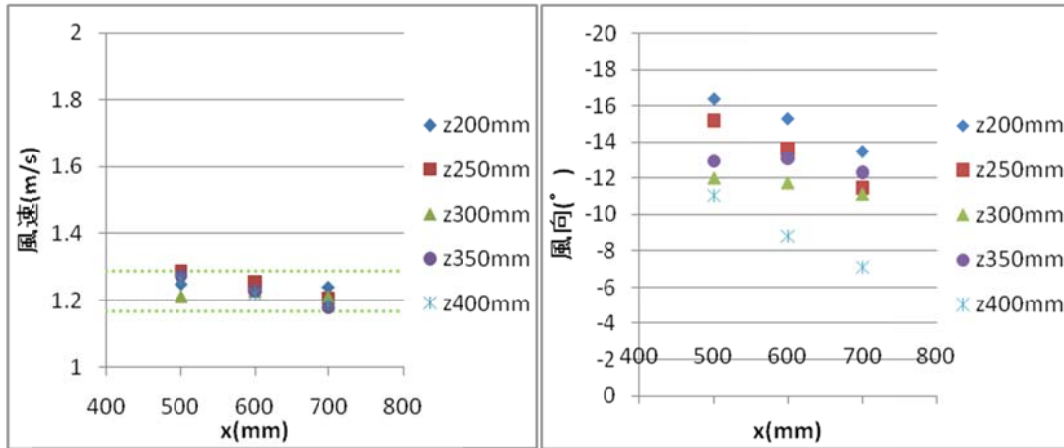 2
1.8
1.6
1.4
1.2
1
風速(m/s)
400 500 600 700 800
x(mm)
z200mm
z250mm
z300mm
z350mm
z400mm
-20
-18
-16
-14
-12
-10
-8
-6
-4
-2
0
風向(°)
400 500 600 700 800
x(mm)
z200mm
z250mm
z300mm
z350mm
z400mm